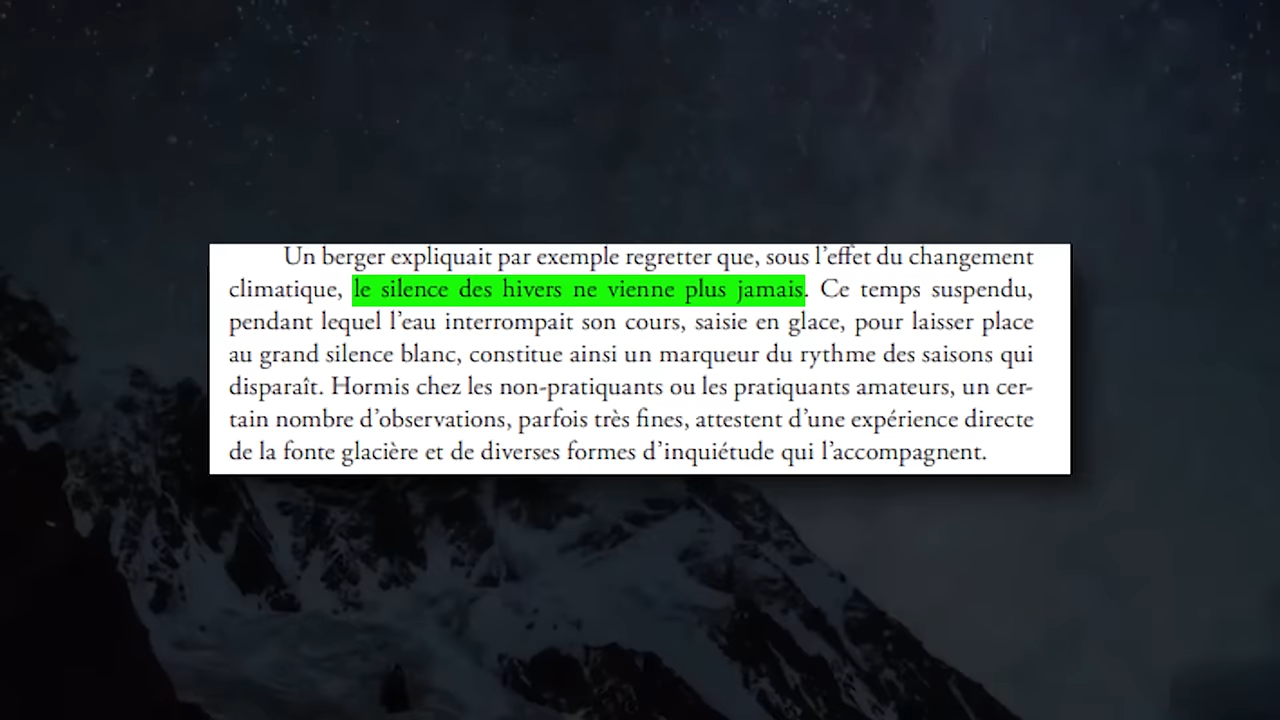 Un berger expliquait par exemple regretter que, sous l’effet du changement
climatique, le silence des hivers ne vienne plus jamais. Ce temps suspendu,
pendant lequel l’eau interrompait son cours, saisie en glace, pour laisser place
au grand silence blanc, constitue ainsi un marqueur du rythme des saisons qui
disparaît. Hormis chez les non-pratiquants ou les pratiquants amateurs, un cer-
tain nombre d’observations, parfois très fines, attestent d’une expérience directe
de la fonte glacière et de diverses formes d’inquiétude qui l’accompagnent.